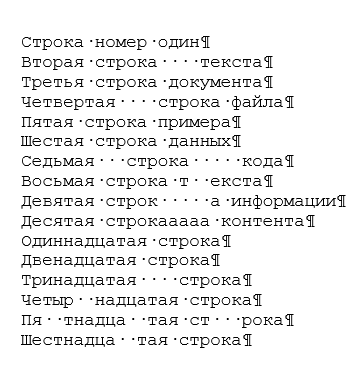 Строка·номер·один¶
Вторая·строка····текста¶
Третья·строка·документа¶
Четвертая····строка·файла¶
Пятая·строка·примера¶
Шестая·строка·данных¶
Седьмая···строка·····кода¶
Восьмая·строка·т··екста¶
Девятая·строк·····а·информации¶
Десятая·строкааааа·контента¶
Одиннадцатая·строка¶
Двенадцатая·строка¶
Тринадцатая····строка¶
Четыр··надцатая·строка¶
Пя··тнадца··тая·ст···рока¶
Шестнадца··тая·строка¶